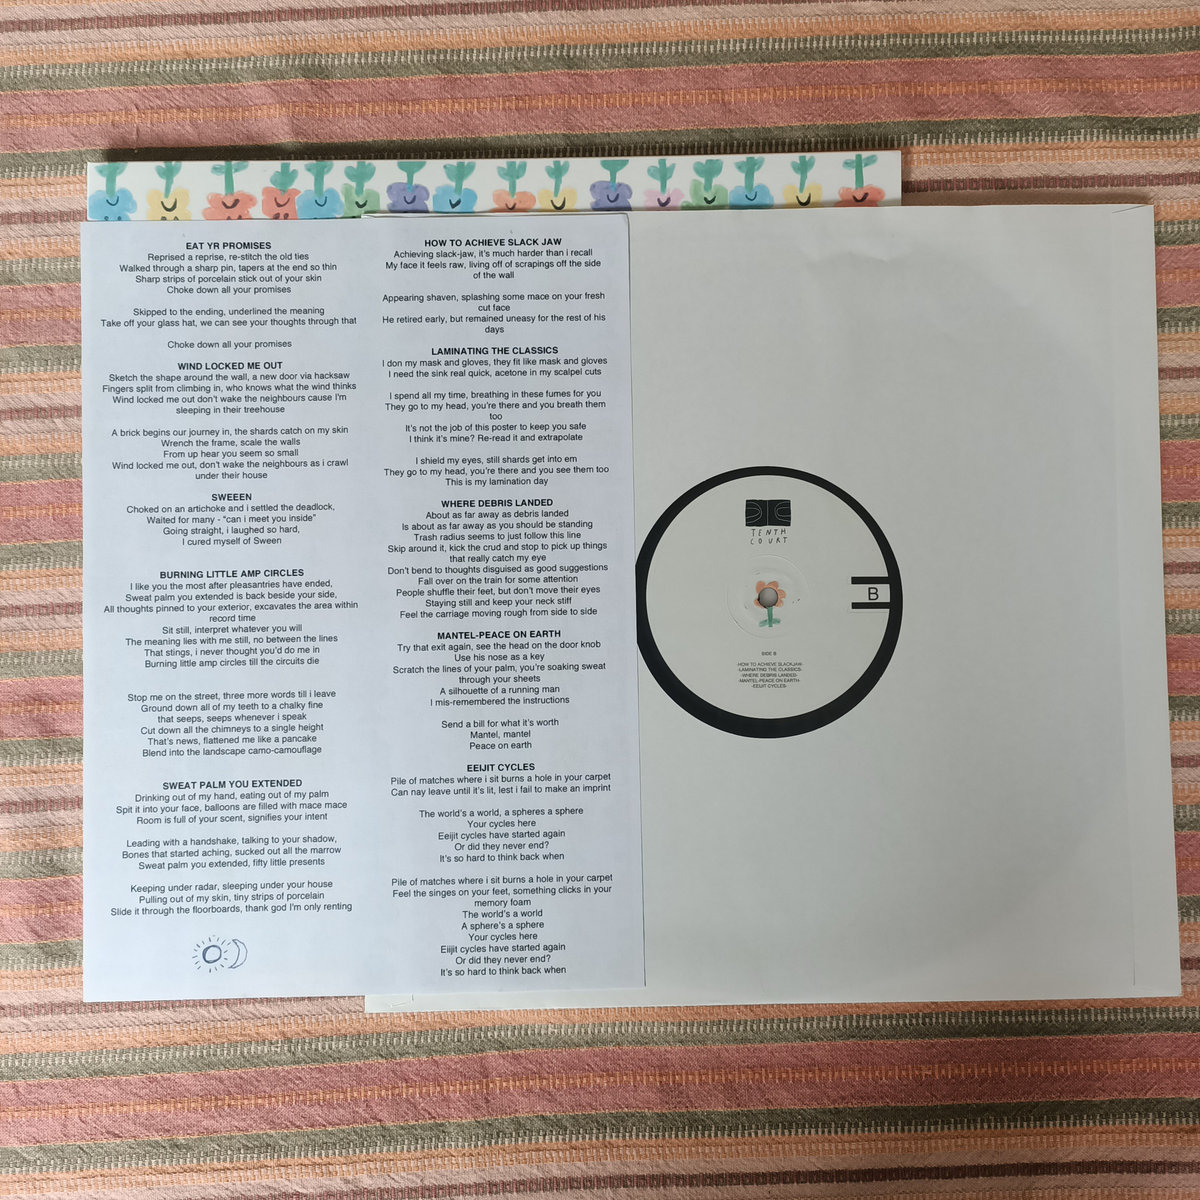 EAT YR PROMISES
Reprised a reprise, re-stitch the old ties
Walked through a sharp pin, tapers at the end so thin
Sharp strips of porcelain stick out of your skin
Choke down all your promises
Skipped to the ending, underlined the meaning
Take off your glass hat, we can see your thoughts through that
Choke down all your promises
WIND LOCKED ME OUT
Sketch the shape around the wall, a new door via hacksaw
Fingers split from climbing in, who knows what the wind thinks
Wind locked me out don't wake the neighbours cause I'm
sleeping in their treehouse
A brick begins our journey in, the shards catch on my skin
Wrench the frame, scale the walls
From up hear you seem so small
Wind locked me out, don't wake the neighbours as i crawl
under their house
SWEEEN
Choked on an artichoke and i settled the deadlock,
Waited for many - "can i meet you inside"
Going straight, i laughed so hard,
I cured myself of Sween
BURNING LITTLE AMP CIRCLES
I like you the most after pleasantries have ended,
Sweat palm you extended is back beside your side,
All thoughts pinned to your exterior, excavates the area within
record time
Sit still, interpret whatever you will
The meaning lies with me still, no between the lines
That stings, i never thought you'd do me in
Burning little amp circles till the circuits die
Stop me on the street, three more words till i leave
Ground down all of my teeth to a chalky fine
that seeps, seeps whenever i speak
Cut down all the chimneys to a single height
That's news, flattened me like a pancake
Blend into the landscape camo-camouflage
SWEAT PALM YOU EXTENDED
Drinking out of my hand, eating out of my palm
Spit it into your face, balloons are filled with mace mace
Room is full of your scent, signifies your intent
Leading with a handshake, talking to your shadow,
Bones that started aching, sucked out all the marrow
Sweat palm you extended, fifty little presents
Keeping under radar, sleeping under your house
Pulling out of my skin, tiny strips of porcelain
Slide it through the floorboards, thank god I'm only renting
HOW TO ACHIEVE SLACK JAW
Achieving slack-jaw, it's much harder than i recall
My face it feels raw, living off of scrapings off the side
of the wall
Appearing shaven, splashing some mace on your fresh
cut face
He retired early, but remained uneasy for the rest of his
days
LAMINATING THE CLASSICS
I don my mask and gloves, they fit like mask and gloves
I need the sink real quick, acetone in my scalpel cuts
I spend all my time, breathing in these fumes for you
They go to my head, you're there and you breath them
too
It's not the job of this poster to keep you safe
I think it's mine? Re-read it and extrapolate
I shield my eyes, still shards get into em
They go to my head, you're there and you see them too
This is my lamination day
WHERE DEBRIS LANDED
About as far away as debris landed
Is about as far away as you should be standing
Trash radius seems to just follow this line
Skip around it, kick the crud and stop to pick up things
that really catch my eye
Don't bend to thoughts disguised as good suggestions
Fall over on the train for some attention
People shuffle their feet, but don't move their eyes
Staying still and keep your neck stiff
Feel the carriage moving rough from side to side
MANTEL-PEACE ON EARTH
Try that exit again, see the head on the door knob
Use his nose as a key
Scratch the lines of your palm, you're soaking sweat
through your sheets
A silhouette of a running man
I mis-remembered the instructions
Send a bill for what it's worth
Mantel, mantel
Peace on earth
EEIJIT CYCLES
Pile of matches where i sit burns a hole in your carpet
Can nay leave until it's lit, lest i fail to make an imprint
The world's a world, a spheres a sphere
Your cycles here
Eeijit cycles have started again
Or did they never end?
It's so hard to think back when
Pile of matches where i sit burns a hole in your carpet
Feel the singes on your feet, something clicks in your
memory foam
The world's a world
A sphere's a sphere
Your cycles here
Eiijit cycles have started again
Or did they never end?
It's so hard to think back when
TENTH
COURT
B
SIDE B
-HOW TO ACHIEVE SLACKJAW-
-LAMINATING THE CLASSICS-
-WHERE DEBRIS LANDED-
-MANTEL-PEACE ON EARTH-
-EEIJIT CYCLES-